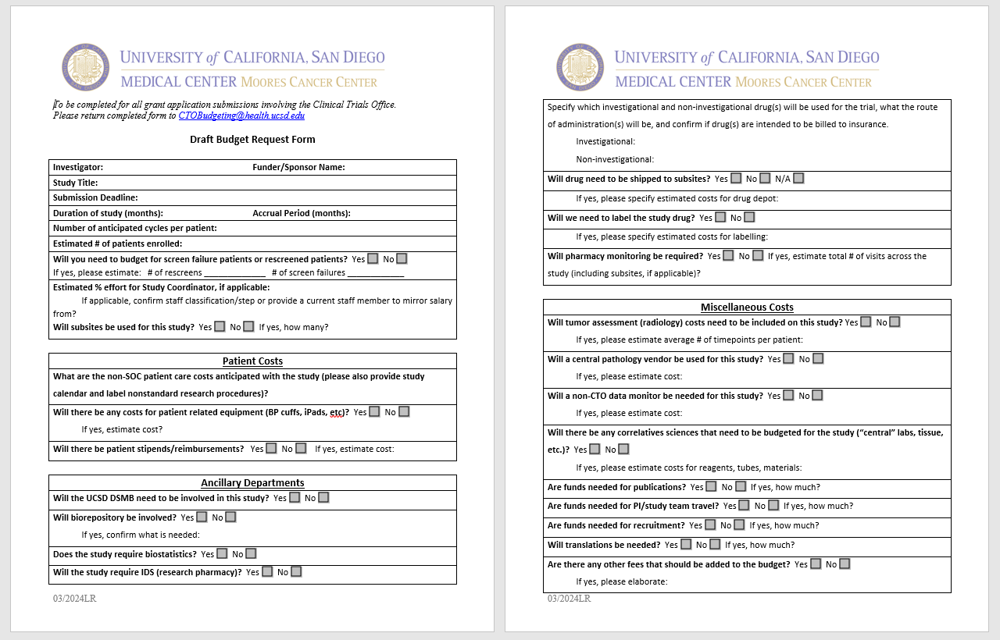 UNIVERSITY of CALIFORNIA, SAN DIEGO
MEDICAL CENTER MOORES CANCER CENTER
To be completed for all grant application submissions involving the Clinical Trials Office.
Please return completed form to CTOBudgeting@health.ucsd.edu
Draft Budget Request Form
Investigator: Funder/Sponsor Name:
Study Title:
Submission Deadline:
Duration of study (months): Accrual Period (months):
Number of anticipated cycles per patient:
Estimated # of patients enrolled:
Will you need to budget for screen failure patients or rescreened patients? Yes No
If yes, please estimate: # of rescreens _____________ # of screen failures ____________
Estimated % effort for Study Coordinator, if applicable:
If applicable, confirm staff classification/step or provide a current staff member to mirror salary
from?
Will subsites be used for this study? Yes No If yes, how many?
Patient Costs
What are the non-SOC patient care costs anticipated with the study (please also provide study
calendar and label nonstandard research procedures)?
Will there be any costs for patient related equipment (BP cuffs, iPads, etc)? Yes No
If yes, estimate cost?
Will there be patient stipends/reimbursements? Yes No If yes, estimate cost:
Ancillary Departments
Will the UCSD DSMB need to be involved in this study? Yes No
Will biorepository be involved? Yes No
If yes, confirm what is needed:
Does the study require biostatistics? Yes No
Will the study require IDS (research pharmacy)? Yes No
03/2024LR
UNIVERSITY of CALIFORNIA, SAN DIEGO
MEDICAL CENTER MOORES CANCER CENTER
Specify which investigational and non-investigational drug(s) will be used for the trial, what the route
of administration(s) will be, and confirm if drug(s) are intended to be billed to insurance.
Investigational:
Non-investigational:
Will drug need to be shipped to subsites? Yes No N/A
If yes, please specify estimated costs for drug depot:
Will we need to label the study drug? Yes No
If yes, please specify estimated costs for labelling:
Will pharmacy monitoring be required? Yes No If yes, estimate total # of visits across the
study (including subsites, if applicable)?
Miscellaneous Costs
Will tumor assessment (radiology) costs need to be included on this study? Yes No
If yes, please estimate average # of timepoints per patient:
Will a central pathology vendor be used for this study? Yes No
If yes, please estimate cost:
Will a non-CTO data monitor be needed for this study? Yes No
If yes, please estimate cost:
Will there be any correlatives sciences that need to be budgeted for the study (“central” labs, tissue,
etc.)? Yes No
If yes, please estimate costs for reagents, tubes, materials:
Are funds needed for publications? Yes No If yes, how much?
Are funds needed for PI/study team travel? Yes No If yes, how much?
Are funds needed for recruitment? Yes No If yes, how much?
Will translations be needed? Yes No If yes, how much?
Are there any other fees that should be added to the budget? Yes No
If yes, please elaborate:
03/2024LR